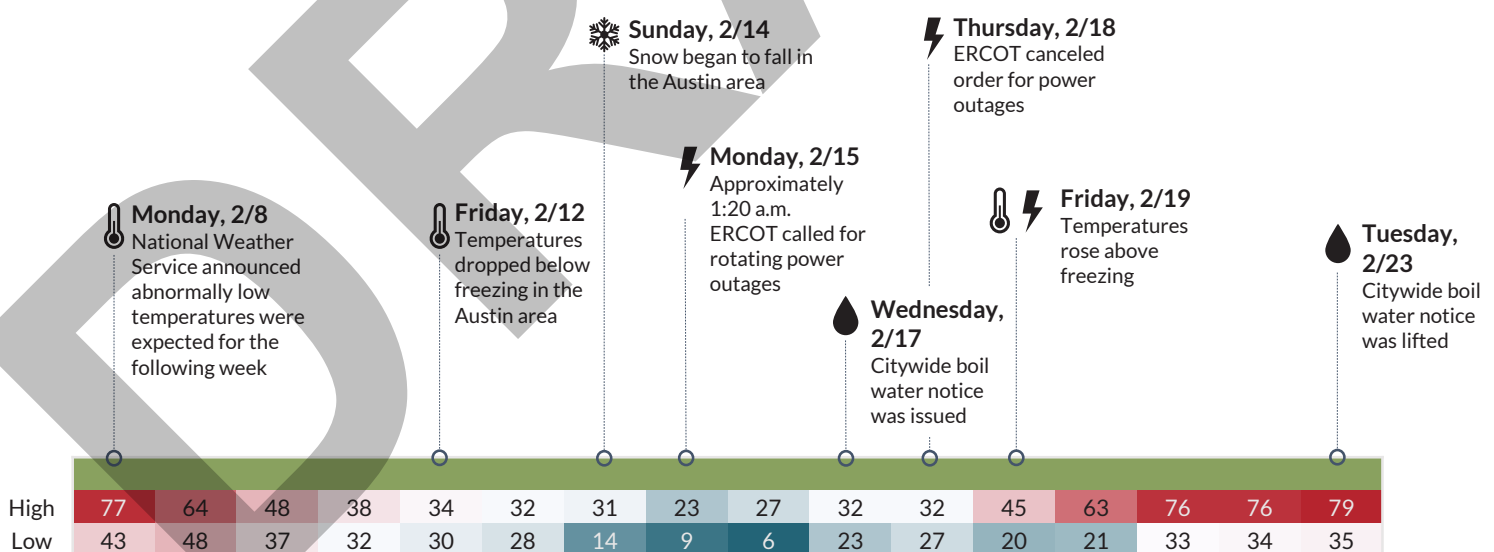 Sunday, 2/14
Snow began to fall in
the Austin area
Thursday, 2/18
ERCOT canceled
order for power
outages
Monday, 2/15
Approximately
1:20 a.m.
ERCOT called for
rotating power
outages
Monday, 2/8
National Weather
Service announced
abnormally low
temperatures were
expected for the
following week
Friday, 2/12
Temperatures
dropped below
freezing in the
Austin area
Wednesday,
2/17
Citywide boil
water notice
was issued
Friday, 2/19
Temperatures
rose above
freezing
Tuesday,
2/23
Citywide boil
water notice
was lifted
High 77 64 48 38 34 32 31 23 27 32 32 45 63 76 76 79
Low 43 48 37 32 30 28 14 9 6 23 27 20 21 33 34 35